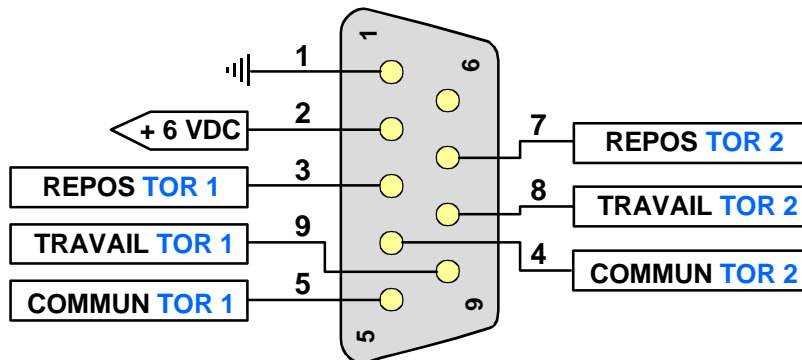 1
6
1
2
+ 6 VDC
7
REPOS TOR 2
3
REPOS TOR 1
8
TRAVAIL TOR 2
9
TRAVAIL TOR 1
4
COMMUN TOR 2
5
COMMUN TOR 1
5
9